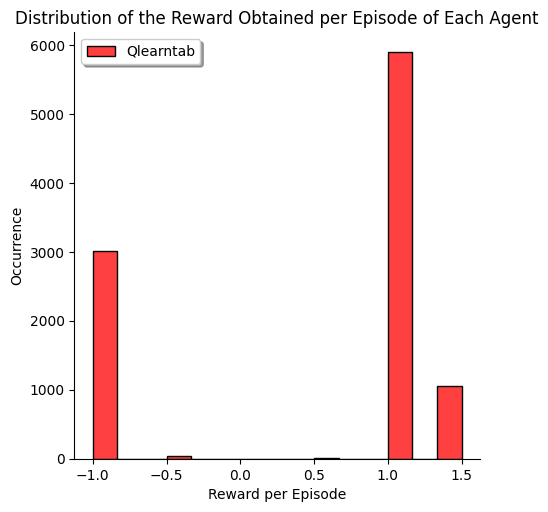 Distribution of the Reward Obtained per Episode of Each Agent
Qlearntab
6000
5000
4000
3000
2000
1000
0
Occurrence
−1.0 −0.5 0.0 0.5 1.0 1.5
Reward per Episode